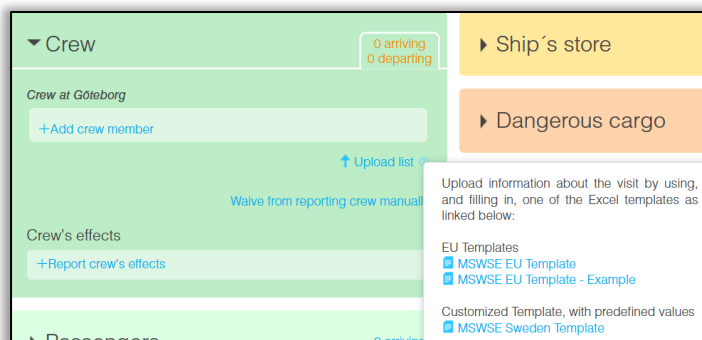 Crew
0 arriving
0 departing
Crew at Göteborg
+Add crew member
Upload list
Waive from reporting crew manuall
Crew's effects
+Report crew's effects
Ship´s store
Dangerous cargo
Upload information about the visit by using,
and filling in, one of the Excel templates as
linked below:
EU Templates
MSWSE EU Template
MSWSE EU Template - Example
Customized Template, with predefined values
MSWSE Sweden Template